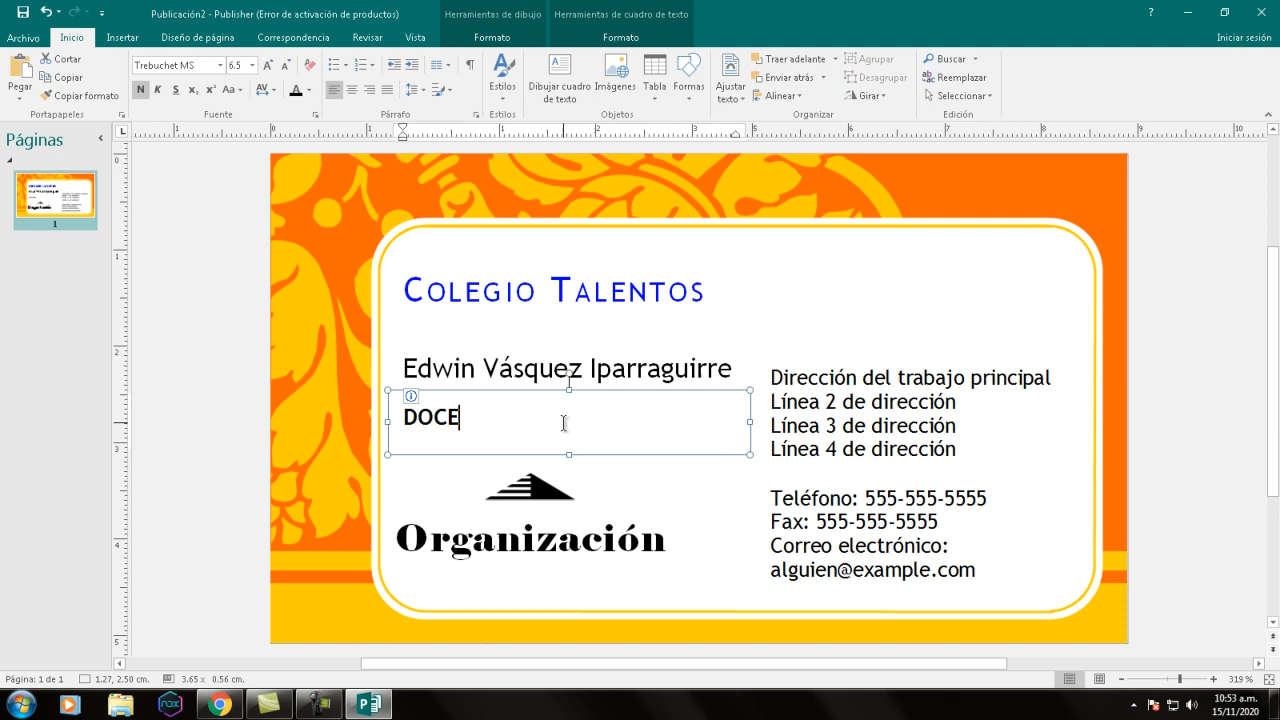 Publicación2 - Publisher (Error de activación de productos)
Herramientas de dibujo
Herramientas de cuadro de texto
? 
Archivo
Inicio
Insertar
Diseño de página
Correspondencia
Revisar
Vista
Formato
Formato
Iniciar sesión
Pegar
Cortar
Copiar
Copiar formato
Portapapeles
Trebuchet MS
6.5
N K S
Aa
Fuente
Párrafo
Estilos
Estilos
Dibujar cuadro
de texto
Imágenes
Tabla
Formas
Objetos
Ajustar
texto
Traer adelante
Enviar atrás
Alinear
Agrupar
Desagrupar
Girar
Organizar
Buscar
Reemplazar
Seleccionar
Edición
Páginas
1
Colegio Talentos
Edwin Vásquez Iparraguirre
DOCE
Organización
Dirección del trabajo principal
Línea 2 de dirección
Línea 3 de dirección
Línea 4 de dirección
Teléfono: 555-555-5555
Fax: 555-555-5555
Correo electrónico:
alguien@example.com
Página: 1 de 1
1.27, 2.50 cm.
3.65 x 0.56 cm.
319 %
10:53 a.m.
15/11/2020